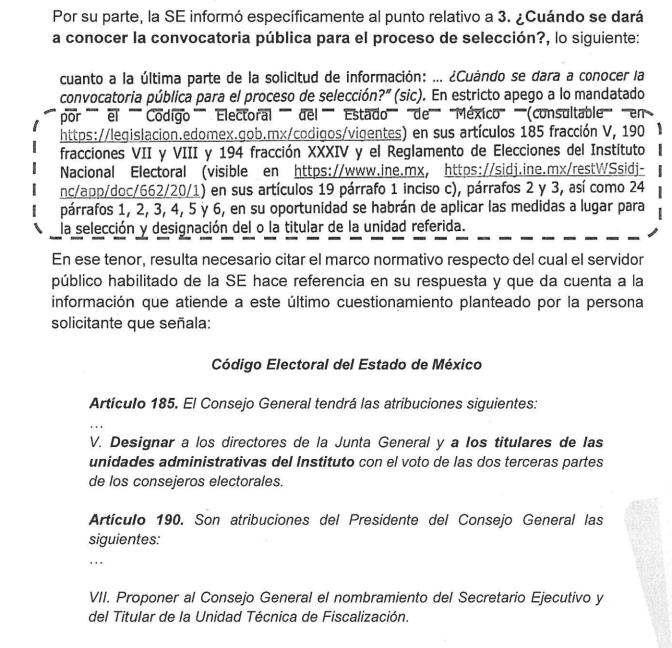 Por su parte, la SE informó específicamente al punto relativo a 3. ¿Cuándo se dará
a conocer la convocatoria pública para el proceso de selección?, lo siguiente:
cuanto a la última parte de la solicitud de información: ... ¿Cuándo se dara a conocer la
convocatoria pública para el proceso de selección?" (sic). En estricto apego a lo mandatado
por el Código Electoral del Estado de México (consultable en
https://legislacion.edomex.gob.mx/codigos/vigentes) en sus artículos 185 fracción V, 190
fracciones VII y VIII y 194 fracción XXXIV y el Reglamento de Elecciones del Instituto
Nacional Electoral (visible en https://www.ine.mx, https://sidj.ine.mx/restWSsidj-
nc/app/doc/662/20/1) en sus artículos 19 párrafo 1 inciso c), párrafos 2 y 3, así como 24
párrafos 1, 2, 3, 4, 5 y 6, en su oportunidad se habrán de aplicar las medidas a lugar para
la selección y designación del o la titular de la unidad referida.
En ese tenor, resulta necesario citar el marco normativo respecto del cual el servidor
público habilitado de la SE hace referencia en su respuesta y que da cuenta a la
información que atiende a este último cuestionamiento planteado por la persona
solicitante que señala:
Código Electoral del Estado de México
Artículo 185. El Consejo General tendrá las atribuciones siguientes:
...
V. Designar a los directores de la Junta General y a los titulares de las
unidades administrativas del Instituto con el voto de las dos terceras partes
de los consejeros electorales.
Artículo 190. Son atribuciones del Presidente del Consejo General las
siguientes:
...
VII. Proponer al Consejo General el nombramiento del Secretario Ejecutivo y
del Titular de la Unidad Técnica de Fiscalización.